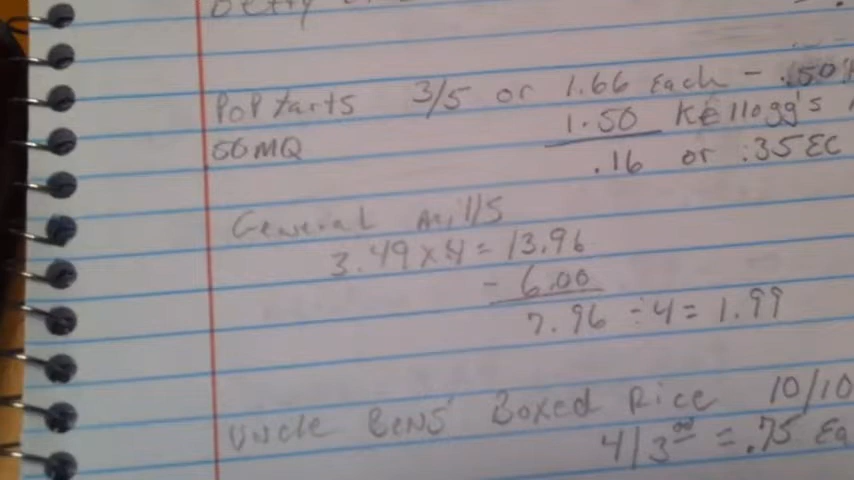 Betty
Pop tarts 3/5 or 1.66 Each - .50
1.50 Kellogg's
50MQ
.16 or .35 EC
General Mills
3.49 x 4 = 13.96
- 6.00
7.96 ÷ 4 = 1.99
Uncle BENS' Boxed Rice 10/10
4/3 00 = .75 Ea